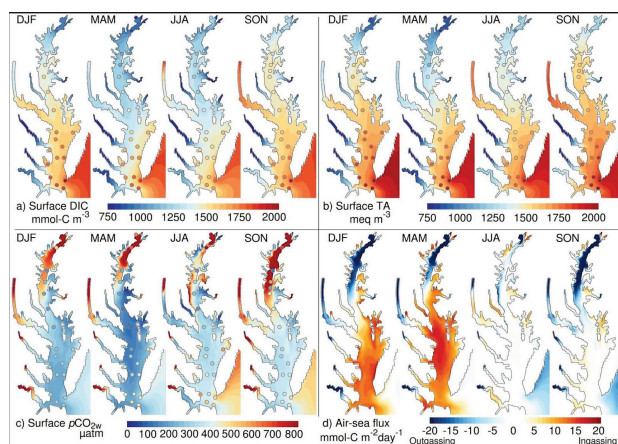 DJF MAM JJA SON
a) Surface DIC
mmol-C m⁻³
750 1000 1250 1500 1750 2000
DJF MAM JJA SON
b) Surface TA
meq m⁻³
750 1000 1250 1500 1750 2000
DJF MAM JJA SON
c) Surface pCO₂w
µatm
0 100 200 300 400 500 600 700 800
DJF MAM JJA SON
d) Air-sea flux
mmol-C m⁻²day⁻¹
-20 -15 -10 -5 0 5 10 15 20
Outgassing Ingassing